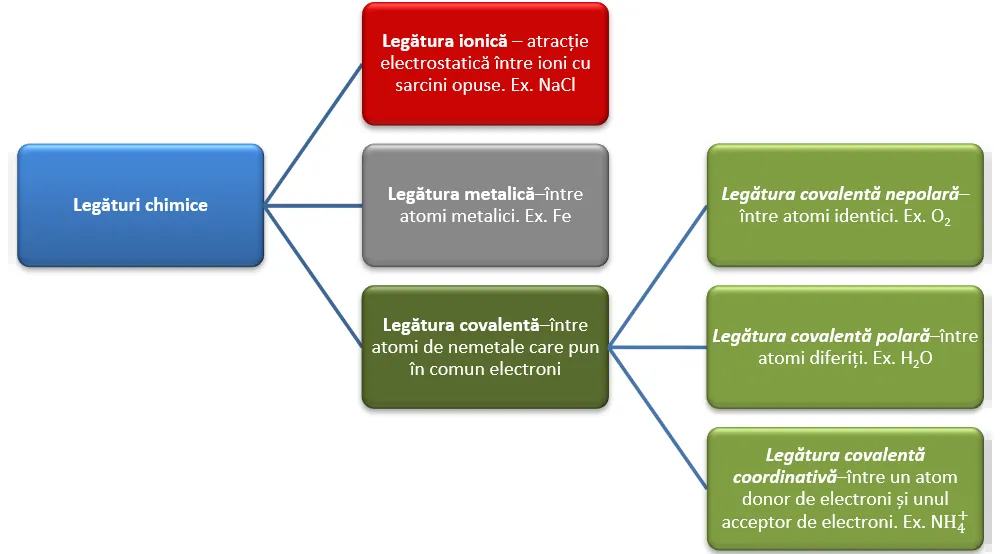 Legături chimice
Legătura ionică – atracție
electrostatică între ioni cu
sarcini opuse. Ex. NaCl
Legătura metalică–între
atomi metalici. Ex. Fe
Legătura covalentă–între
atomi de nemetale care pun
în comun electroni
Legătura covalentă nepolară–
între atomi identici. Ex. O₂
Legătura covalentă polară–între
atomi diferiți. Ex. H₂O
Legătura covalentă
coordinativă–între un atom
donor de electroni și unul
acceptor de electroni. Ex. NH₄⁺